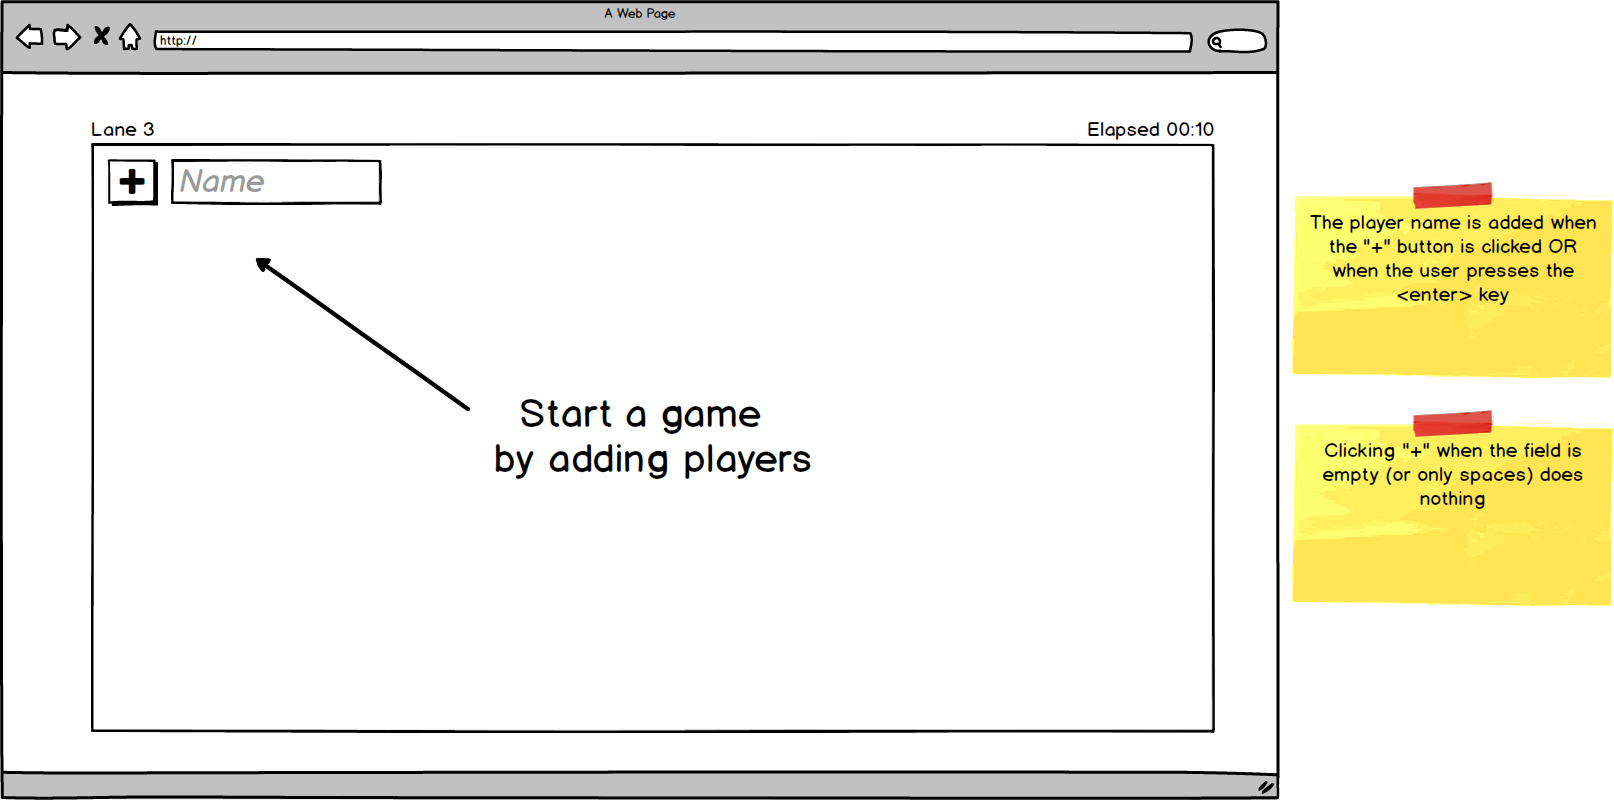 A Web Page
http://
Lane 3
Elapsed 00:10
Name
Start a game
by adding players
The player name is added when
the "+" button is clicked OR
when the user presses the
<enter> key
Clicking "+" when the field is
empty (or only spaces) does
nothing